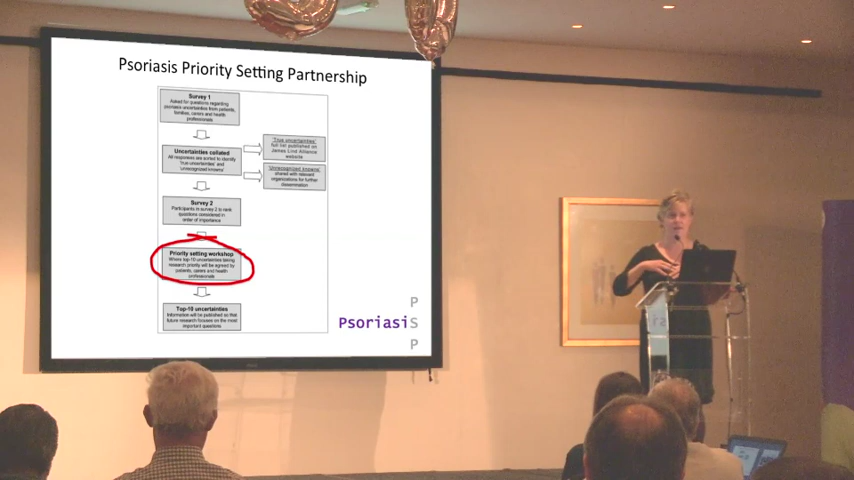 Psoriasis Priority Setting Partnership
Survey 1
Asked for questions regarding
psoriasis uncertainties from patients,
families, carers and health
professionals
Uncertainties collated
All responses are sorted to identify
'True uncertainties' and
'unrecognized knowns'
'True uncertainties'
full list published on
James Lind Alliance
website
'Unrecognized knowns'
shared with relevant
organizations for further
dissemination
Survey 2
Participants in survey 2 to rank
questions considered in
order of importance
Priority setting workshop
Where top 10 uncertainties taking
research priority will be agreed by
patients, carers and health
professionals
Top-10 uncertainties
Information will be published so that
future research focuses on the most
important questions
P
PsoriasiS
P